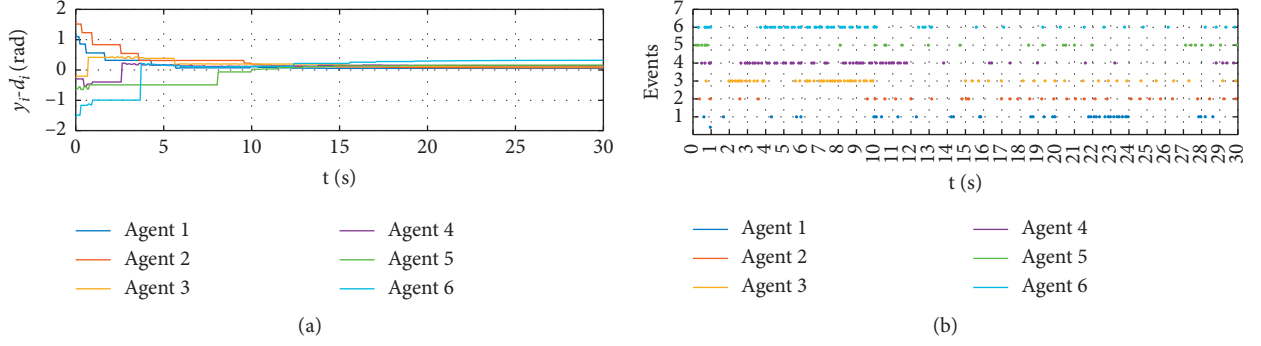 2
1
0
−1
−2
y_i-d_i (rad)
0 5 10 15 20 25 30
t (s)
Agent 1
Agent 2
Agent 3
Agent 4
Agent 5
Agent 6
(a)
7
6
5
4
3
2
1
Events
0 1 2 3 4 5 6 7 8 9 10 11 12 13 14 15 16 17 18 19 20 21 22 23 24 25 26 27 28 29 30
t (s)
Agent 1
Agent 2
Agent 3
Agent 4
Agent 5
Agent 6
(b)